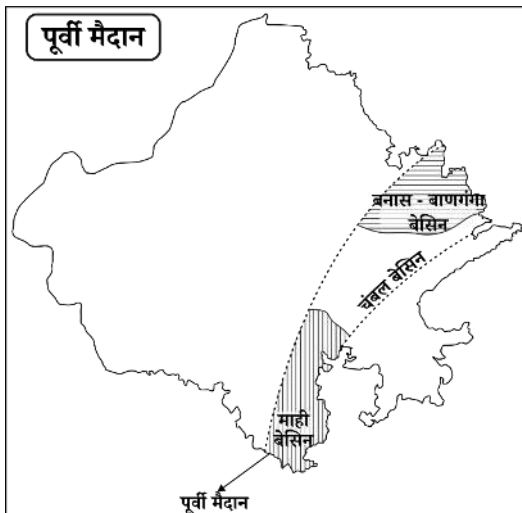 पूर्वी मैदान
बनास - बाणगंगा
बेसिन
चंबल बेसिन
माही
बेसिन
पूर्वी मैदान